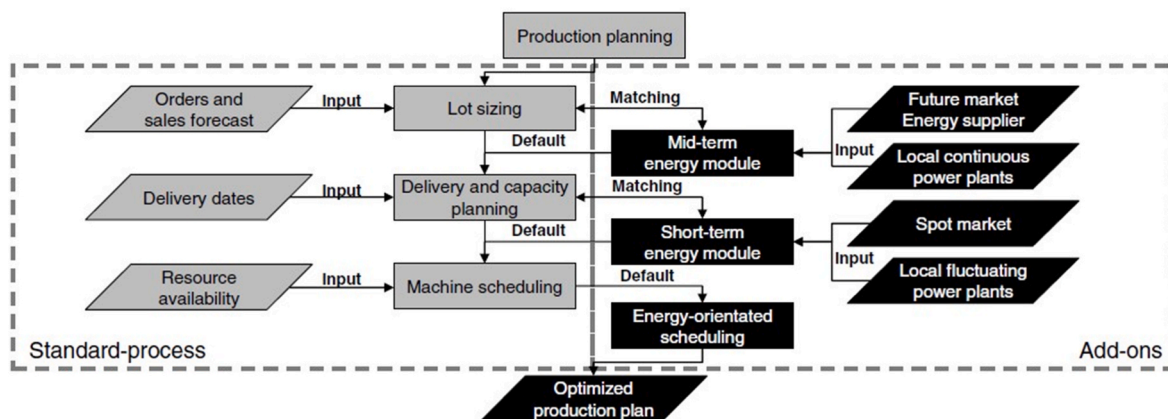 Production planning
Orders and
sales forecast
Input
Lot sizing
Matching
Future market
Energy supplier
Default
Mid-term
energy module
Input
Local continuous
power plants
Delivery dates
Input
Delivery and capacity
planning
Matching
Spot market
Default
Short-term
energy module
Input
Local fluctuating
power plants
Resource
availability
Input
Machine scheduling
Default
Energy-orientated
scheduling
Standard-process
Add-ons
Optimized
production plan